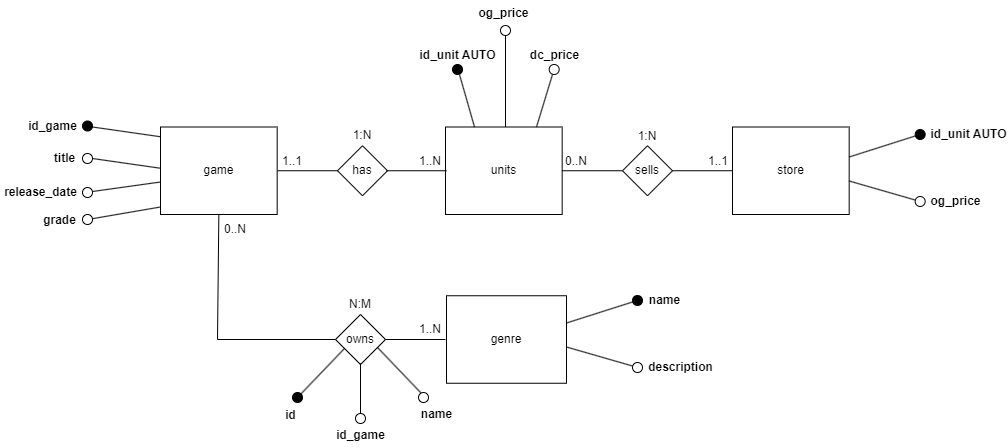 og_price
id_unit AUTO
dc_price
id_game
title
release_date
grade
game
1..1
1:N
has
1..N
units
0..N
1:N
sells
1..1
store
id_unit AUTO
og_price
0..N
N:M
owns
1..N
genre
name
description
id
id_game
name